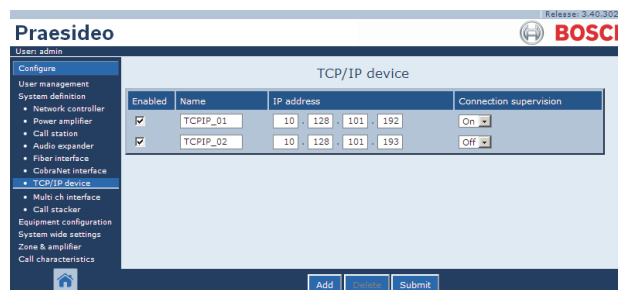 Release: 3.40.302
Praesideo
BOSCH
User: admin
Configure
TCP/IP device
User management
System definition
• Network controller
• Power amplifier
• Call station
• Audio expander
• Fiber interface
• CobraNet interface
• TCP/IP device
• Multi ch interface
• Call stacker
Equipment configuration
System wide settings
Zone & amplifier
Call characteristics
Enabled Name IP address Connection supervision
TCPIP_01 10 . 128 . 101 . 192 On
TCPIP_02 10 . 128 . 101 . 193 Off
Add Delete Submit